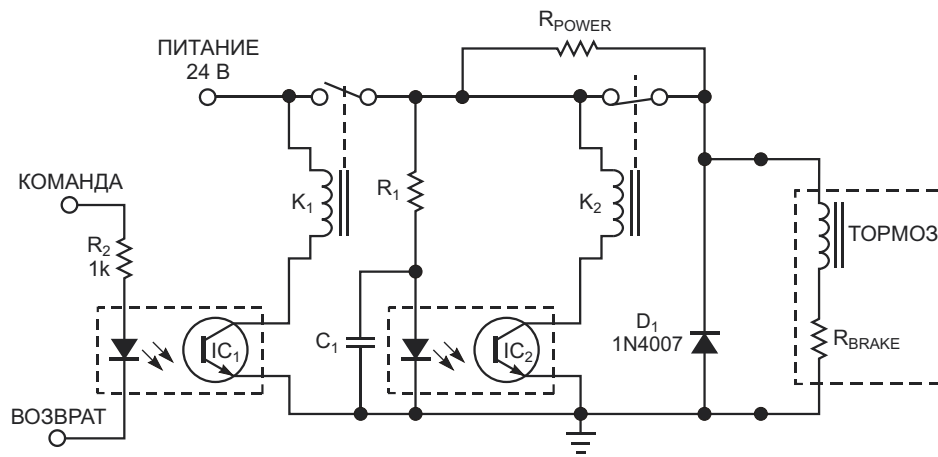 R_POWER
ПИТАНИЕ
24 В
КОМАНДА
R_2
1k
K_1
R_1
K_2
ТОРМОЗ
IC_1
C_1
IC_2
D_1
1N4007
R_BRAKE
ВОЗВРАТ